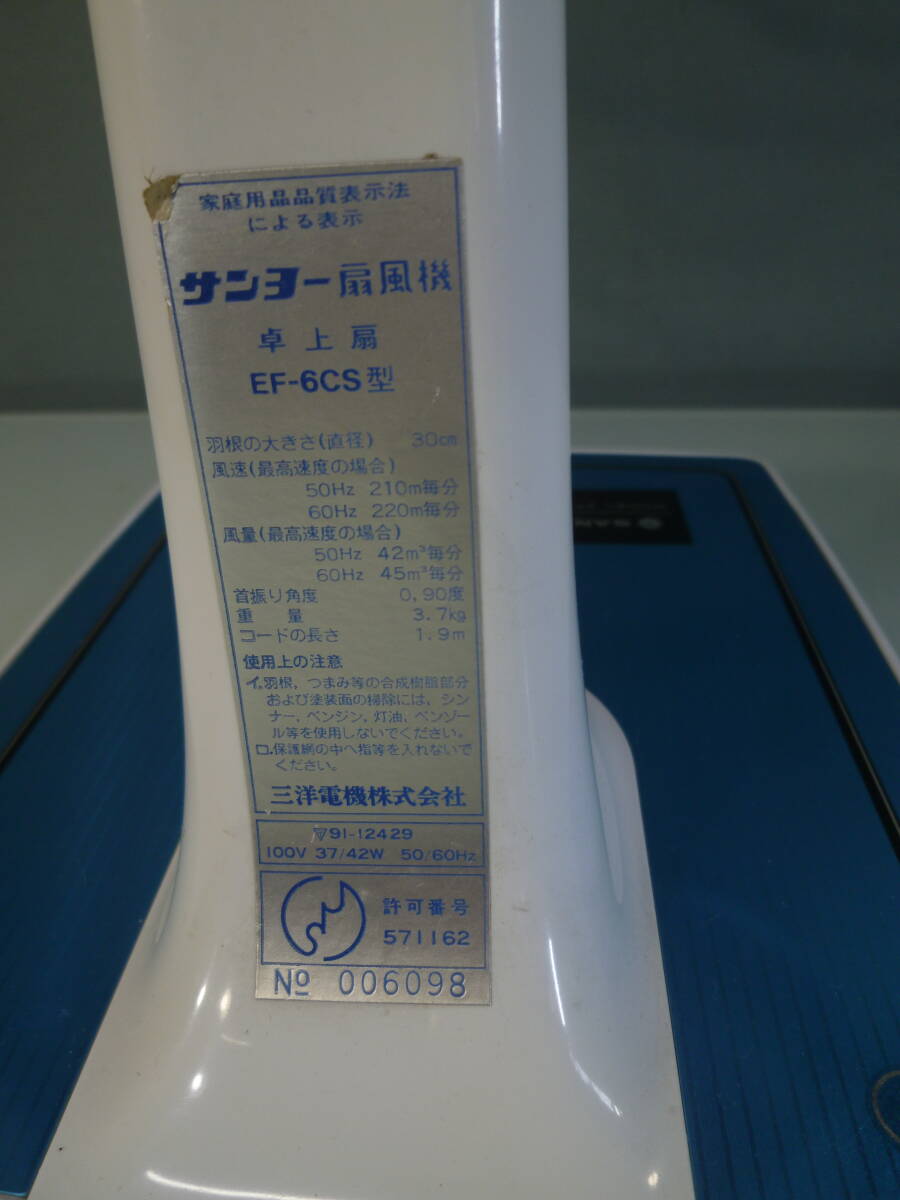 家庭用品品質表示法
による表示
サンヨー扇風機
卓上扇
EF-6CS型
羽根の大きさ(直径) 30cm
風速(最高速度の場合)
50Hz 210m毎分
60Hz 220m毎分
風量(最高速度の場合)
50Hz 42m³毎分
60Hz 45m³毎分
首振り角度 0,90度
重量 3.7kg
コードの長さ 1.9m
使用上の注意
イ.羽根, つまみ等の合成樹脂部分
および塗装面の掃除には, シン
ナー, ベンジン, 灯油, ベンゾー
ル等を使用しないでください。
ロ.保護網の中へ指等を入れないで
ください。
三洋電機株式会社
▽91-12429
100V 37/42W 50/60Hz
許可番号
571162
№ 006098
SAN